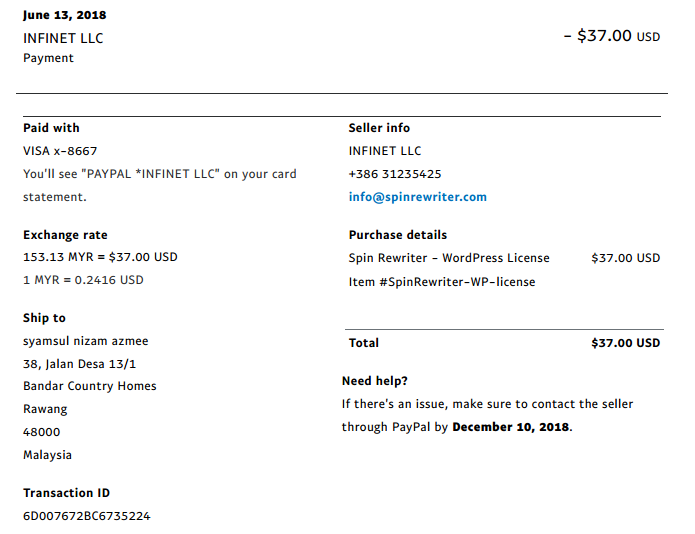 June 13, 2018
INFINET LLC
Payment
- $37.00 USD
Paid with
VISA x-8667
You'll see "PAYPAL *INFINET LLC" on your card
statement.
Exchange rate
153.13 MYR = $37.00 USD
1 MYR = 0.2416 USD
Ship to
syamsul nizam azmee
38, Jalan Desa 13/1
Bandar Country Homes
Rawang
48000
Malaysia
Transaction ID
6D007672BC6735224
Seller info
INFINET LLC
+386 31235425
info@spinrewriter.com
Purchase details
Spin Rewriter - WordPress License $37.00 USD
Item #SpinRewriter-WP-license
Total $37.00 USD
Need help?
If there's an issue, make sure to contact the seller
through PayPal by December 10, 2018.